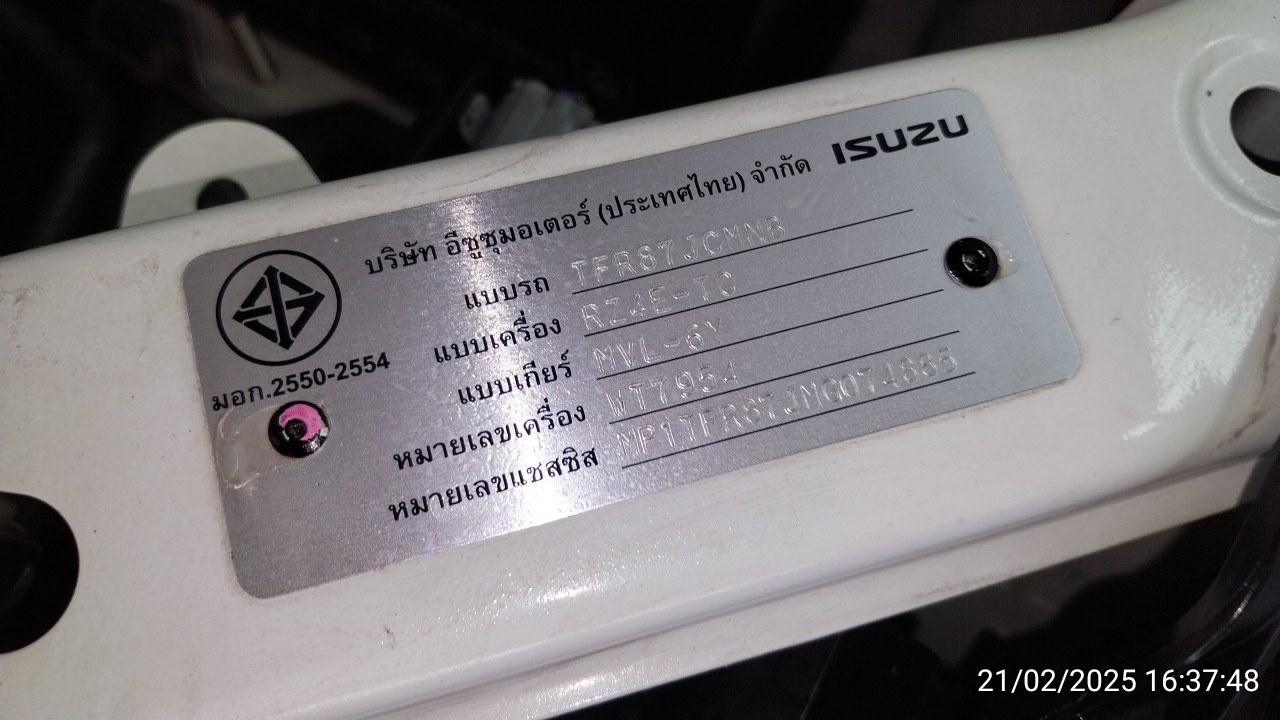 ISUZU
บริษัท อีซูซุมอเตอร์ (ประเทศไทย) จำกัด
แบบรถ TFR87JCMNB
แบบเครื่อง RZ4E-TC
แบบเกียร์ MVL-6Y
หมายเลขเครื่อง WT7954
หมายเลขแชสซิส
มอก.2550-2554
21/02/2025 16:37:48